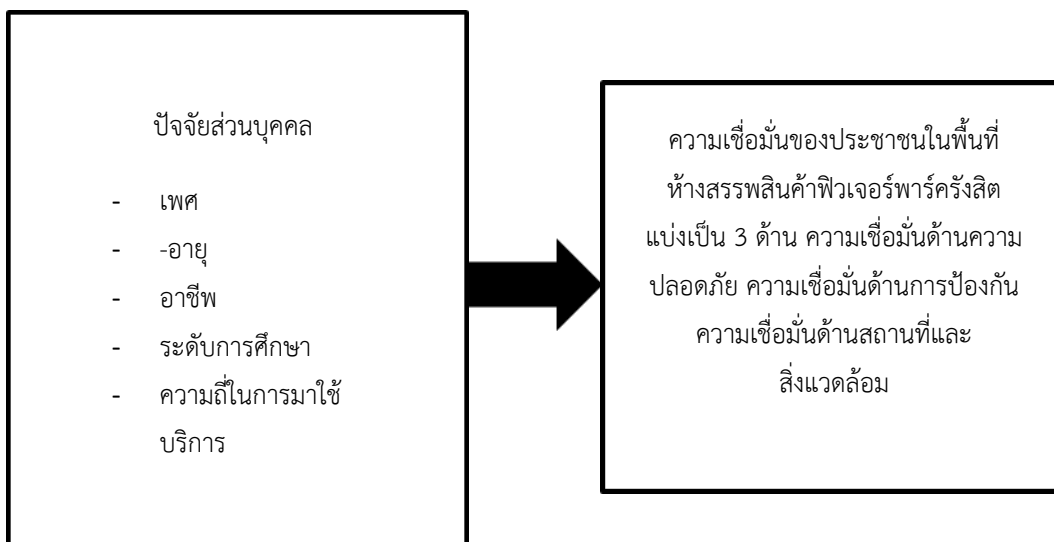 ปัจจัยส่วนบุคคล
- เพศ
- -อายุ
- อาชีพ
- ระดับการศึกษา
- ความถี่ในการมาใช้
บริการ
ความเชื่อมั่นของประชาชนในพื้นที่
ห้างสรรพสินค้าฟิวเจอร์พาร์ครังสิต
แบ่งเป็น 3 ด้าน ความเชื่อมั่นด้านความ
ปลอดภัย ความเชื่อมั่นด้านการป้องกัน
ความเชื่อมั่นด้านสถานที่และ
สิ่งแวดล้อม